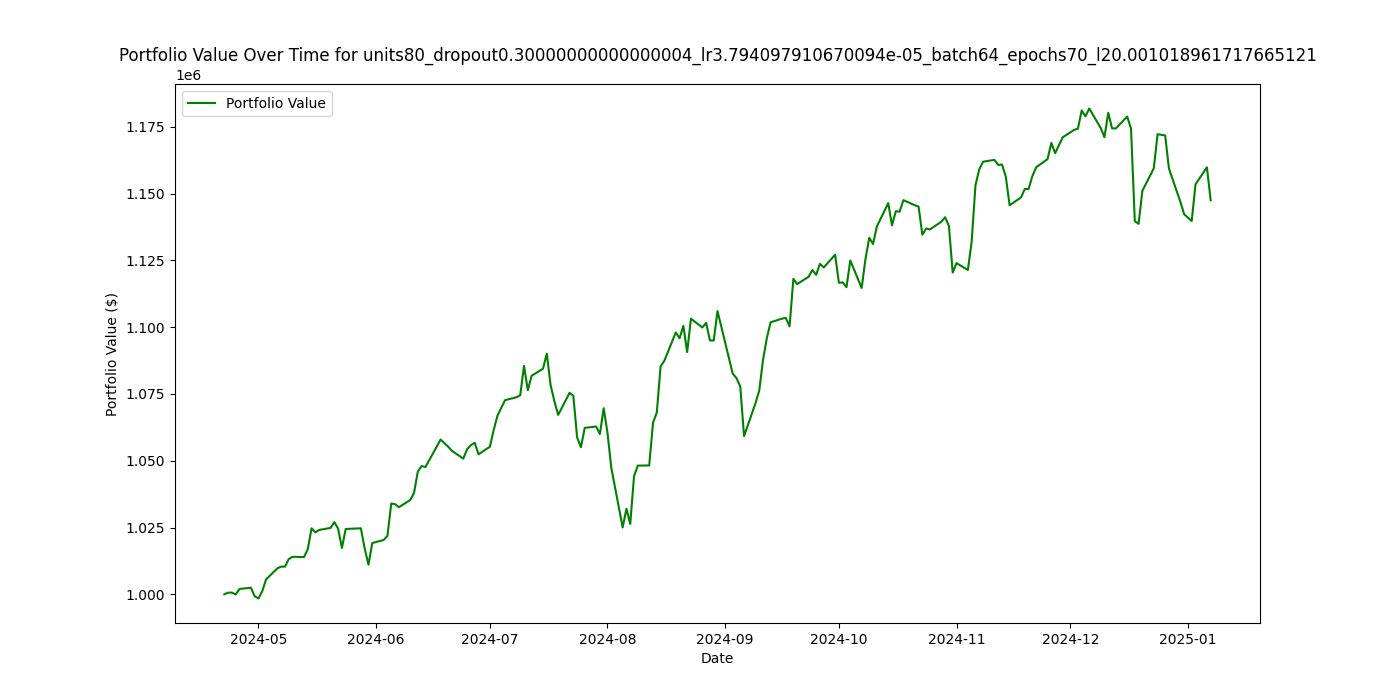 Portfolio Value Over Time for units80_dropout0.30000000000000004_lr3.794097910670094e-05_batch64_epochs70_l20.001018961717665121
1e6
Portfolio Value
1.175
1.150
1.125
1.100
1.075
1.050
1.025
1.000
Portfolio Value ($)
2024-05 2024-06 2024-07 2024-08 2024-09 2024-10 2024-11 2024-12 2025-01
Date